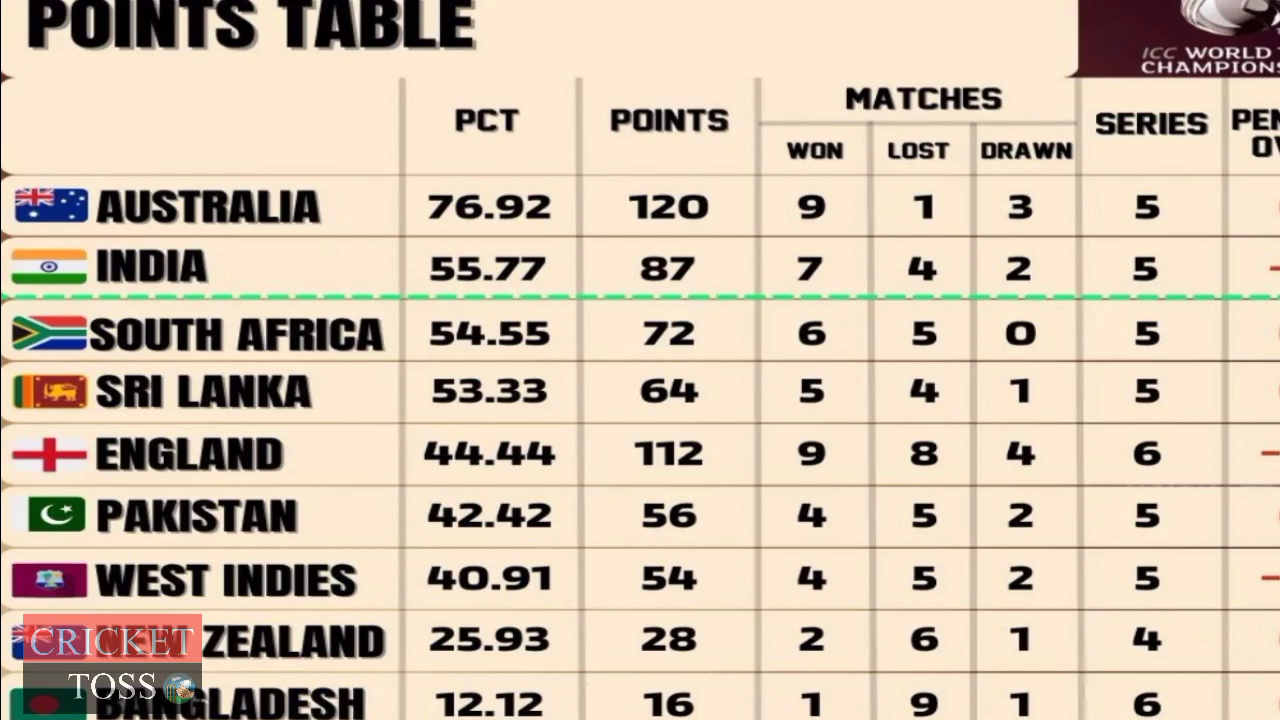 POINTS TABLE
ICC WORLD
CHAMPIONS
PCT POINTS MATCHES SERIES
WON LOST DRAWN
AUSTRALIA 76.92 120 9 1 3 5
INDIA 55.77 87 7 4 2 5
SOUTH AFRICA 54.55 72 6 5 0 5
SRI LANKA 53.33 64 5 4 1 5
ENGLAND 44.44 112 9 8 4 6
PAKISTAN 42.42 56 4 5 2 5
WEST INDIES 40.91 54 4 5 2 5
NEW ZEALAND 25.93 28 2 6 1 4
BANGLADESH 12.12 16 1 9 1 6
CRICKET
TOSS